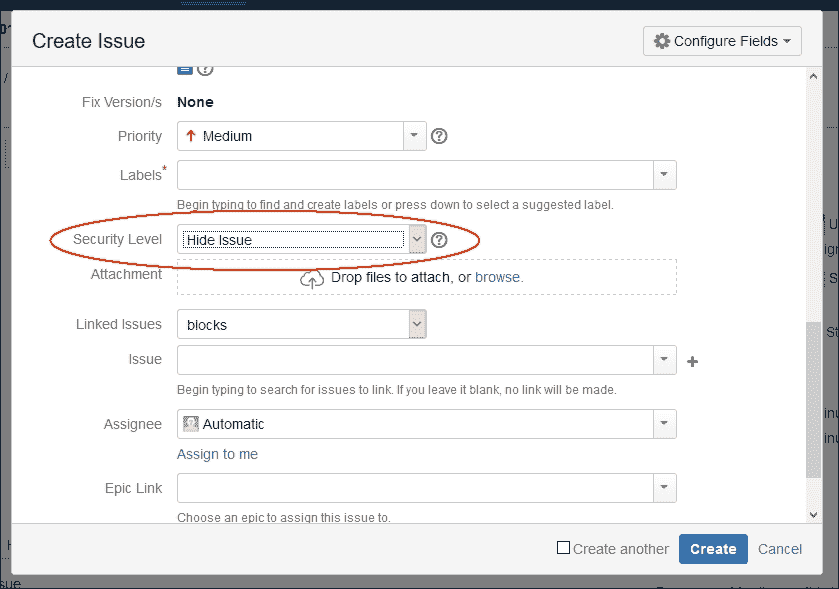 Create Issue
Configure Fields
Fix Version/s None
Priority Medium
Labels*
Begin typing to find and create labels or press down to select a suggested label.
Security Level Hide Issue
Attachment Drop files to attach, or browse.
Linked Issues blocks
Issue
Begin typing to search for issues to link. If you leave it blank, no link will be made.
Assignee Automatic
Assign to me
Epic Link
Choose an epic to assign this issue to.
Create another Create Cancel